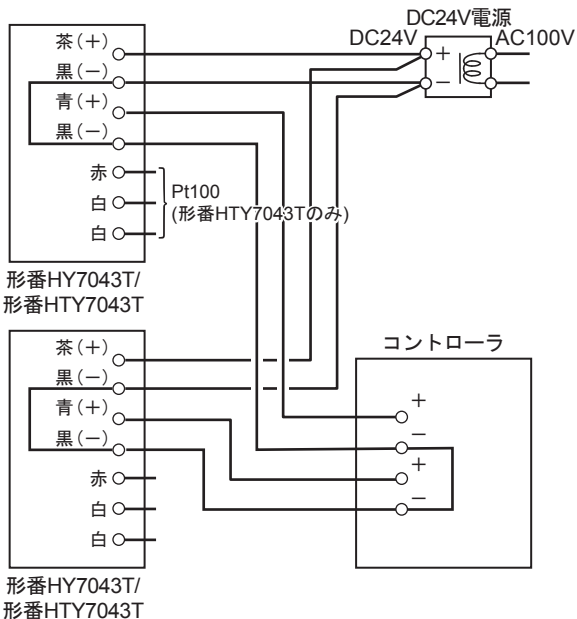 DC24V電源
DC24V
AC100V
+
−
茶(+)
黒(−)
青(+)
黒(−)
赤
白
白
Pt100
(形番HTY7043Tのみ)
形番HY7043T/
形番HTY7043T
茶(+)
黒(−)
青(+)
黒(−)
赤
白
白
形番HY7043T/
形番HTY7043T
コントローラ
+
−
+
−